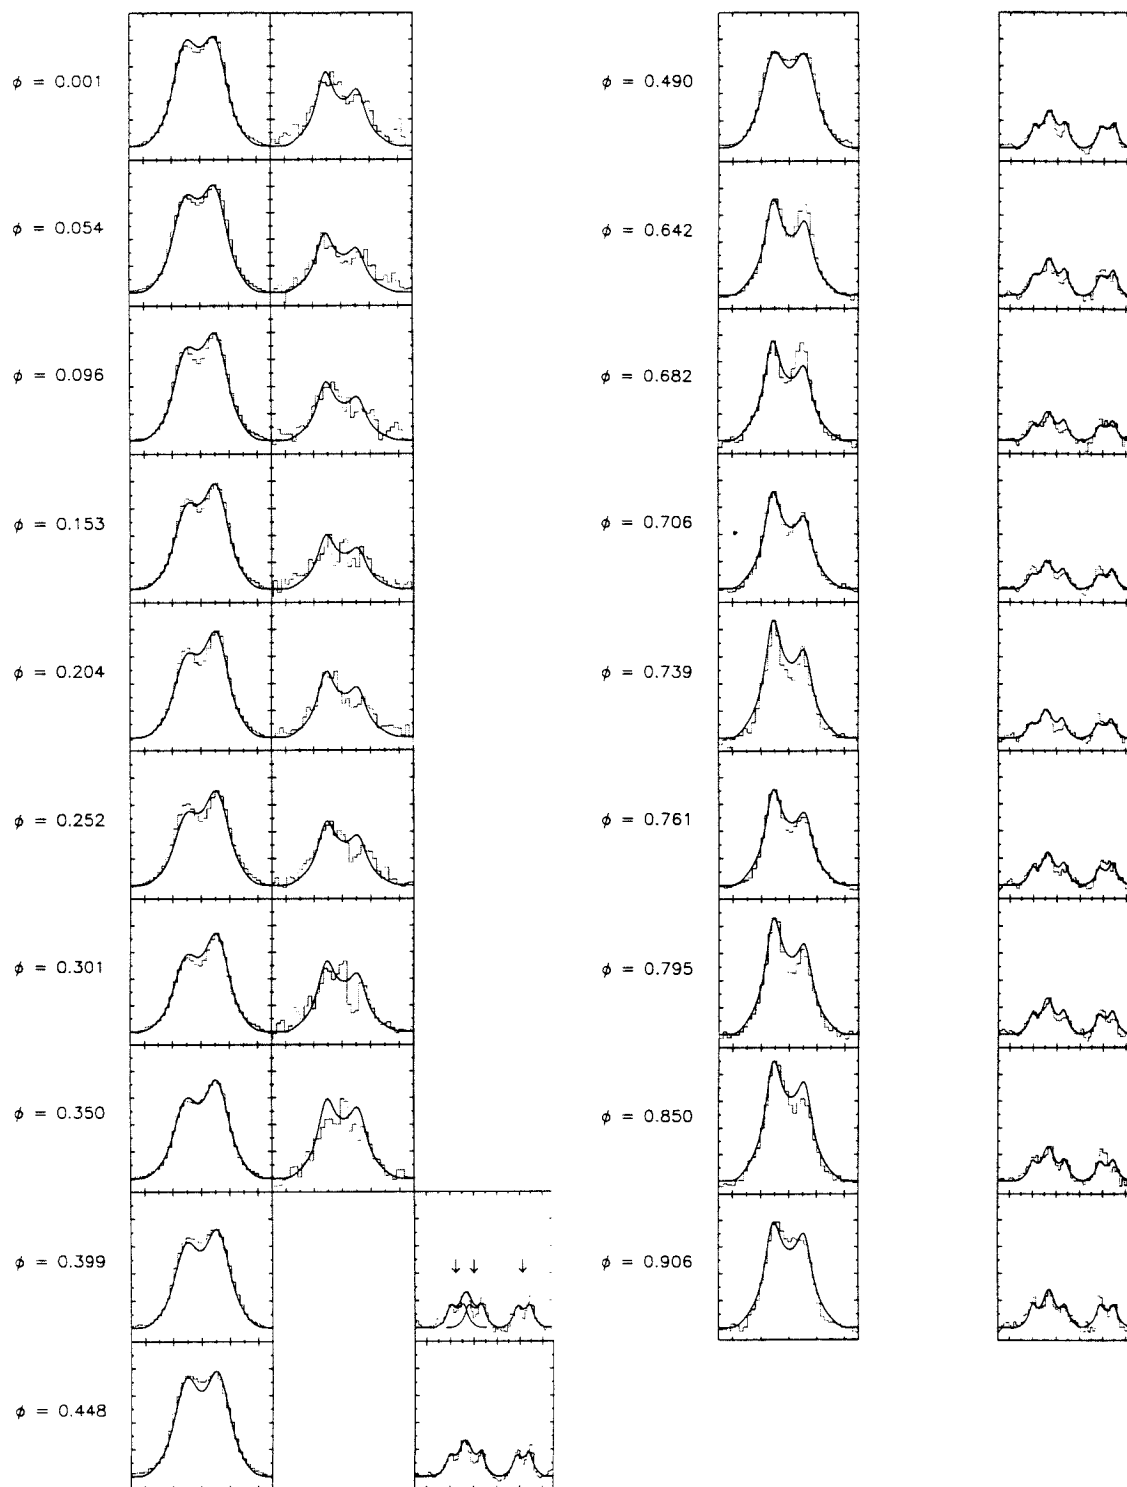 ϕ = 0.001
ϕ = 0.054
ϕ = 0.096
ϕ = 0.153
ϕ = 0.204
ϕ = 0.252
ϕ = 0.301
ϕ = 0.350
ϕ = 0.399
ϕ = 0.448
ϕ = 0.490
ϕ = 0.642
ϕ = 0.682
ϕ = 0.706
ϕ = 0.739
ϕ = 0.761
ϕ = 0.795
ϕ = 0.850
ϕ = 0.906